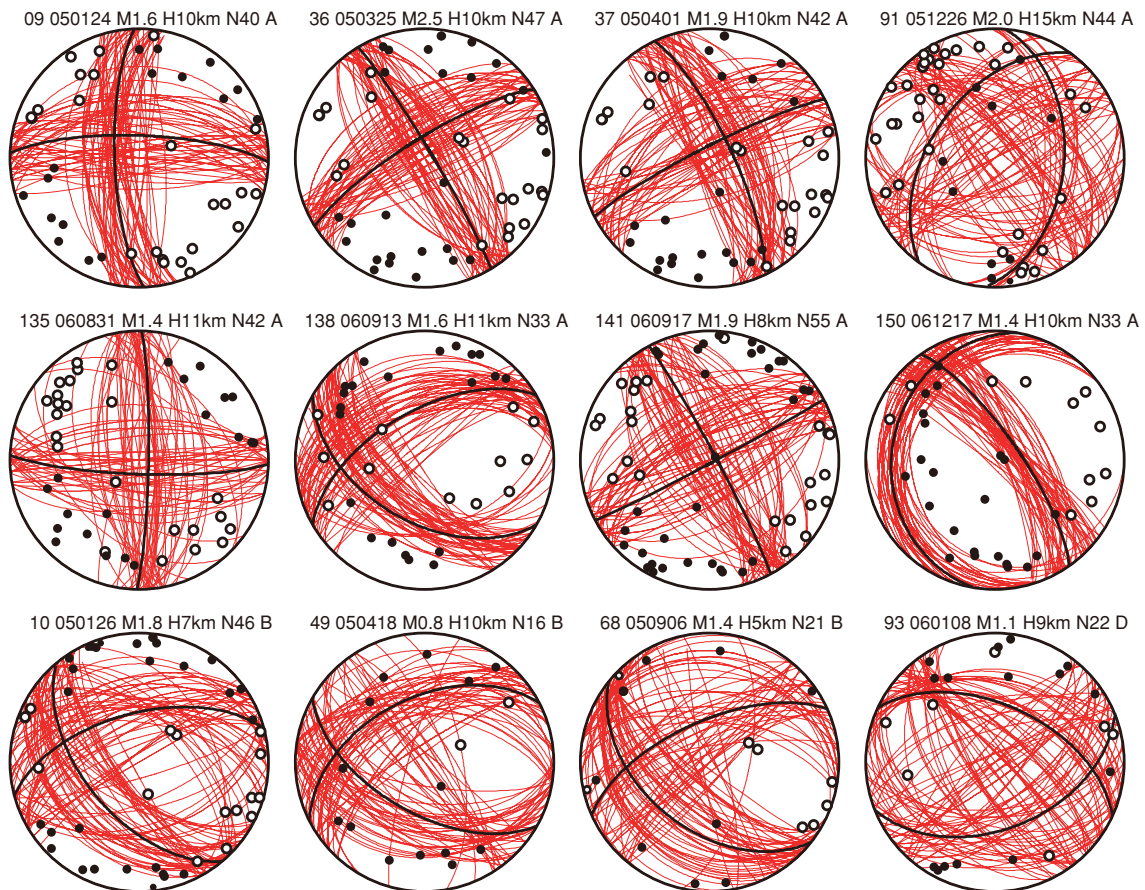 09 050124 M1.6 H10km N40 A
36 050325 M2.5 H10km N47 A
37 050401 M1.9 H10km N42 A
91 051226 M2.0 H15km N44 A
135 060831 M1.4 H11km N42 A
138 060913 M1.6 H11km N33 A
141 060917 M1.9 H8km N55 A
150 061217 M1.4 H10km N33 A
10 050126 M1.8 H7km N46 B
49 050418 M0.8 H10km N16 B
68 050906 M1.4 H5km N21 B
93 060108 M1.1 H9km N22 D